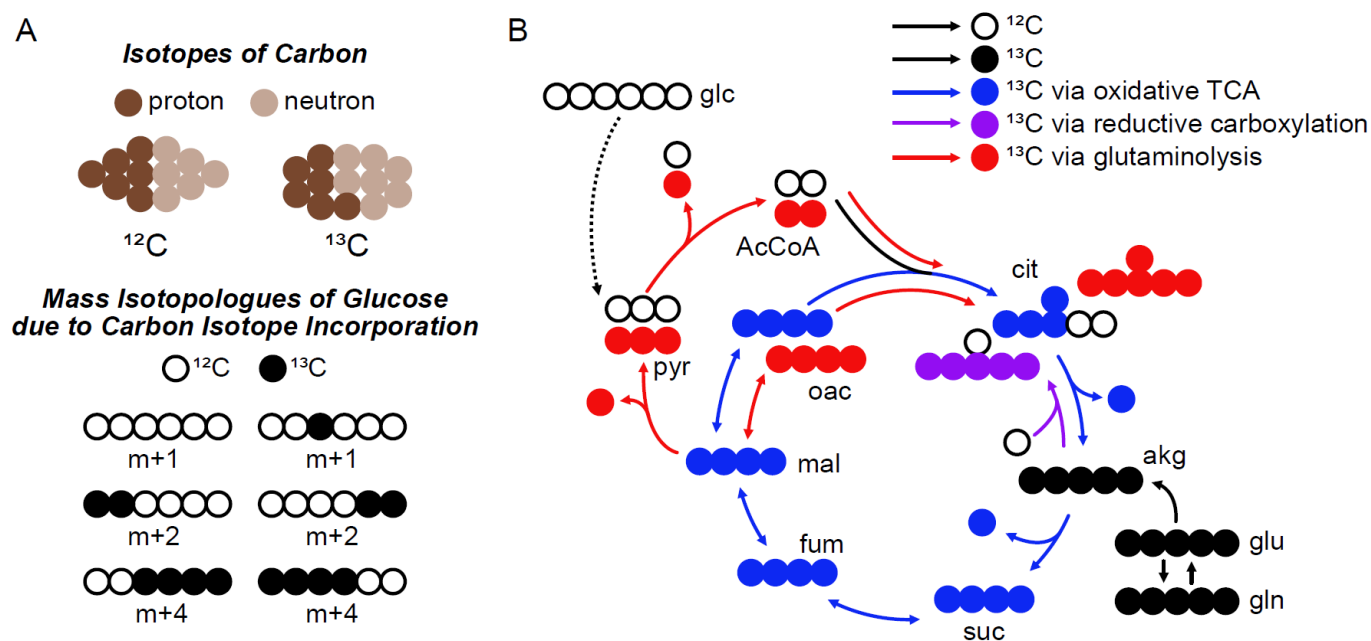 A
Isotopes of Carbon
proton
neutron
¹²C
¹³C
Mass Isotopologues of Glucose
due to Carbon Isotope Incorporation
¹²C
¹³C
m+1
m+1
m+2
m+2
m+4
m+4
B
¹²C
¹³C
¹³C via oxidative TCA
¹³C via reductive carboxylation
¹³C via glutaminolysis
glc
AcCoA
cit
pyr
oac
mal
akg
fum
glu
gln
suc